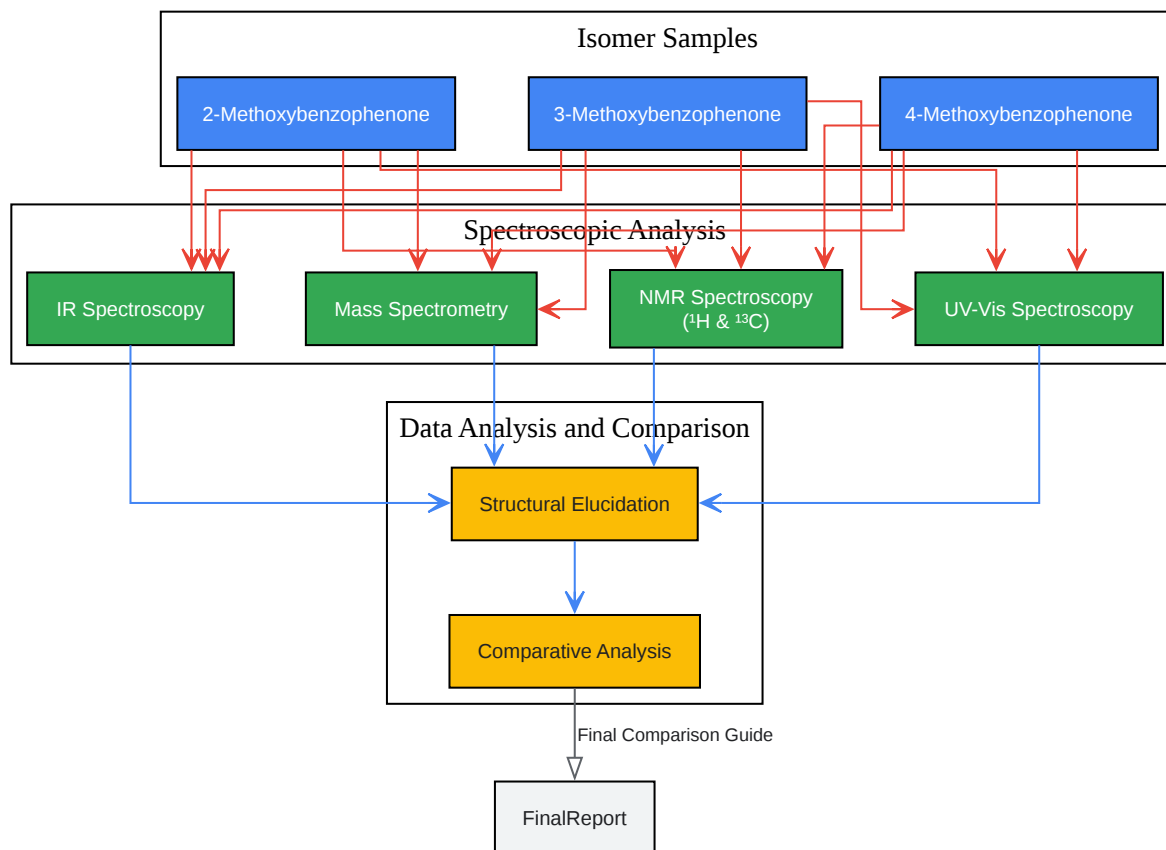 Isomer Samples
2-Methoxybenzophenone
3-Methoxybenzophenone
4-Methoxybenzophenone
Spectroscopic Analysis
IR Spectroscopy
Mass Spectrometry
NMR Spectroscopy
(¹H & ¹³C)
UV-Vis Spectroscopy
Data Analysis and Comparison
Structural Elucidation
Comparative Analysis
Final Comparison Guide
FinalReport